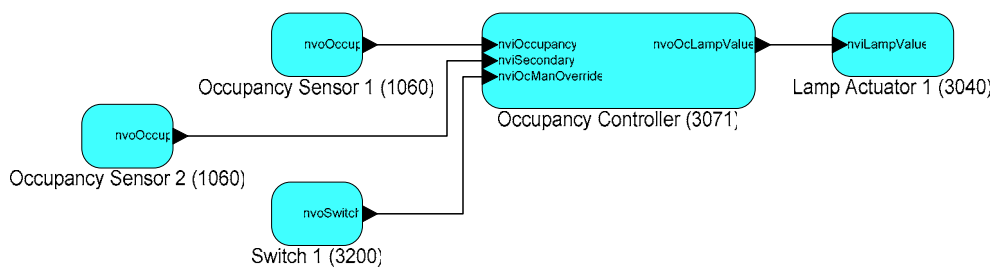 nvoOccup
nviOccupancy
nviSecondary
nviOcManOverride
nvoOcLampValue
nviLampValue
Occupancy Sensor 1 (1060)
Occupancy Controller (3071)
Lamp Actuator 1 (3040)
nvoOccup
Occupancy Sensor 2 (1060)
nvoSwitch
Switch 1 (3200)